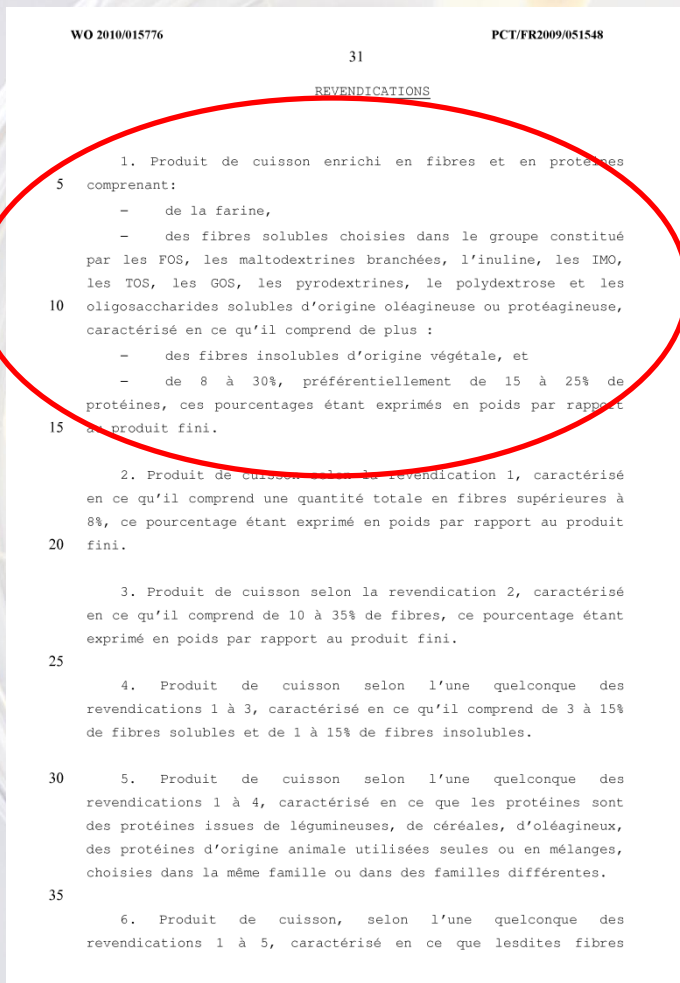 WO 2010/015776 PCT/FR2009/051548
31
REVENDICATIONS
1. Produit de cuisson enrichi en fibres et en protéines
5 comprenant:
– de la farine,
– des fibres solubles choisies dans le groupe constitué
par les FOS, les maltodextrines branchées, l'inuline, les IMO,
les TOS, les GOS, les pyrodextrines, le polydextrose et les
10 oligosaccharides solubles d'origine oléagineuse ou protéagineuse,
caractérisé en ce qu'il comprend de plus :
– des fibres insolubles d'origine végétale, et
– de 8 à 30%, préférentiellement de 15 à 25% de
protéines, ces pourcentages étant exprimés en poids par rapport
15 au produit fini.
2. Produit de cuisson selon la revendication 1, caractérisé
en ce qu'il comprend une quantité totale en fibres supérieures à
8%, ce pourcentage étant exprimé en poids par rapport au produit
20 fini.
3. Produit de cuisson selon la revendication 2, caractérisé
en ce qu'il comprend de 10 à 35% de fibres, ce pourcentage étant
exprimé en poids par rapport au produit fini.
25
4. Produit de cuisson selon l'une quelconque des
revendications 1 à 3, caractérisé en ce qu'il comprend de 3 à 15%
de fibres solubles et de 1 à 15% de fibres insolubles.
30 5. Produit de cuisson selon l'une quelconque des
revendications 1 à 4, caractérisé en ce que les protéines sont
des protéines issues de légumineuses, de céréales, d'oléagineux,
des protéines d'origine animale utilisées seules ou en mélanges,
choisies dans la même famille ou dans des familles différentes.
35
6. Produit de cuisson, selon l'une quelconque des
revendications 1 à 5, caractérisé en ce que lesdites fibres